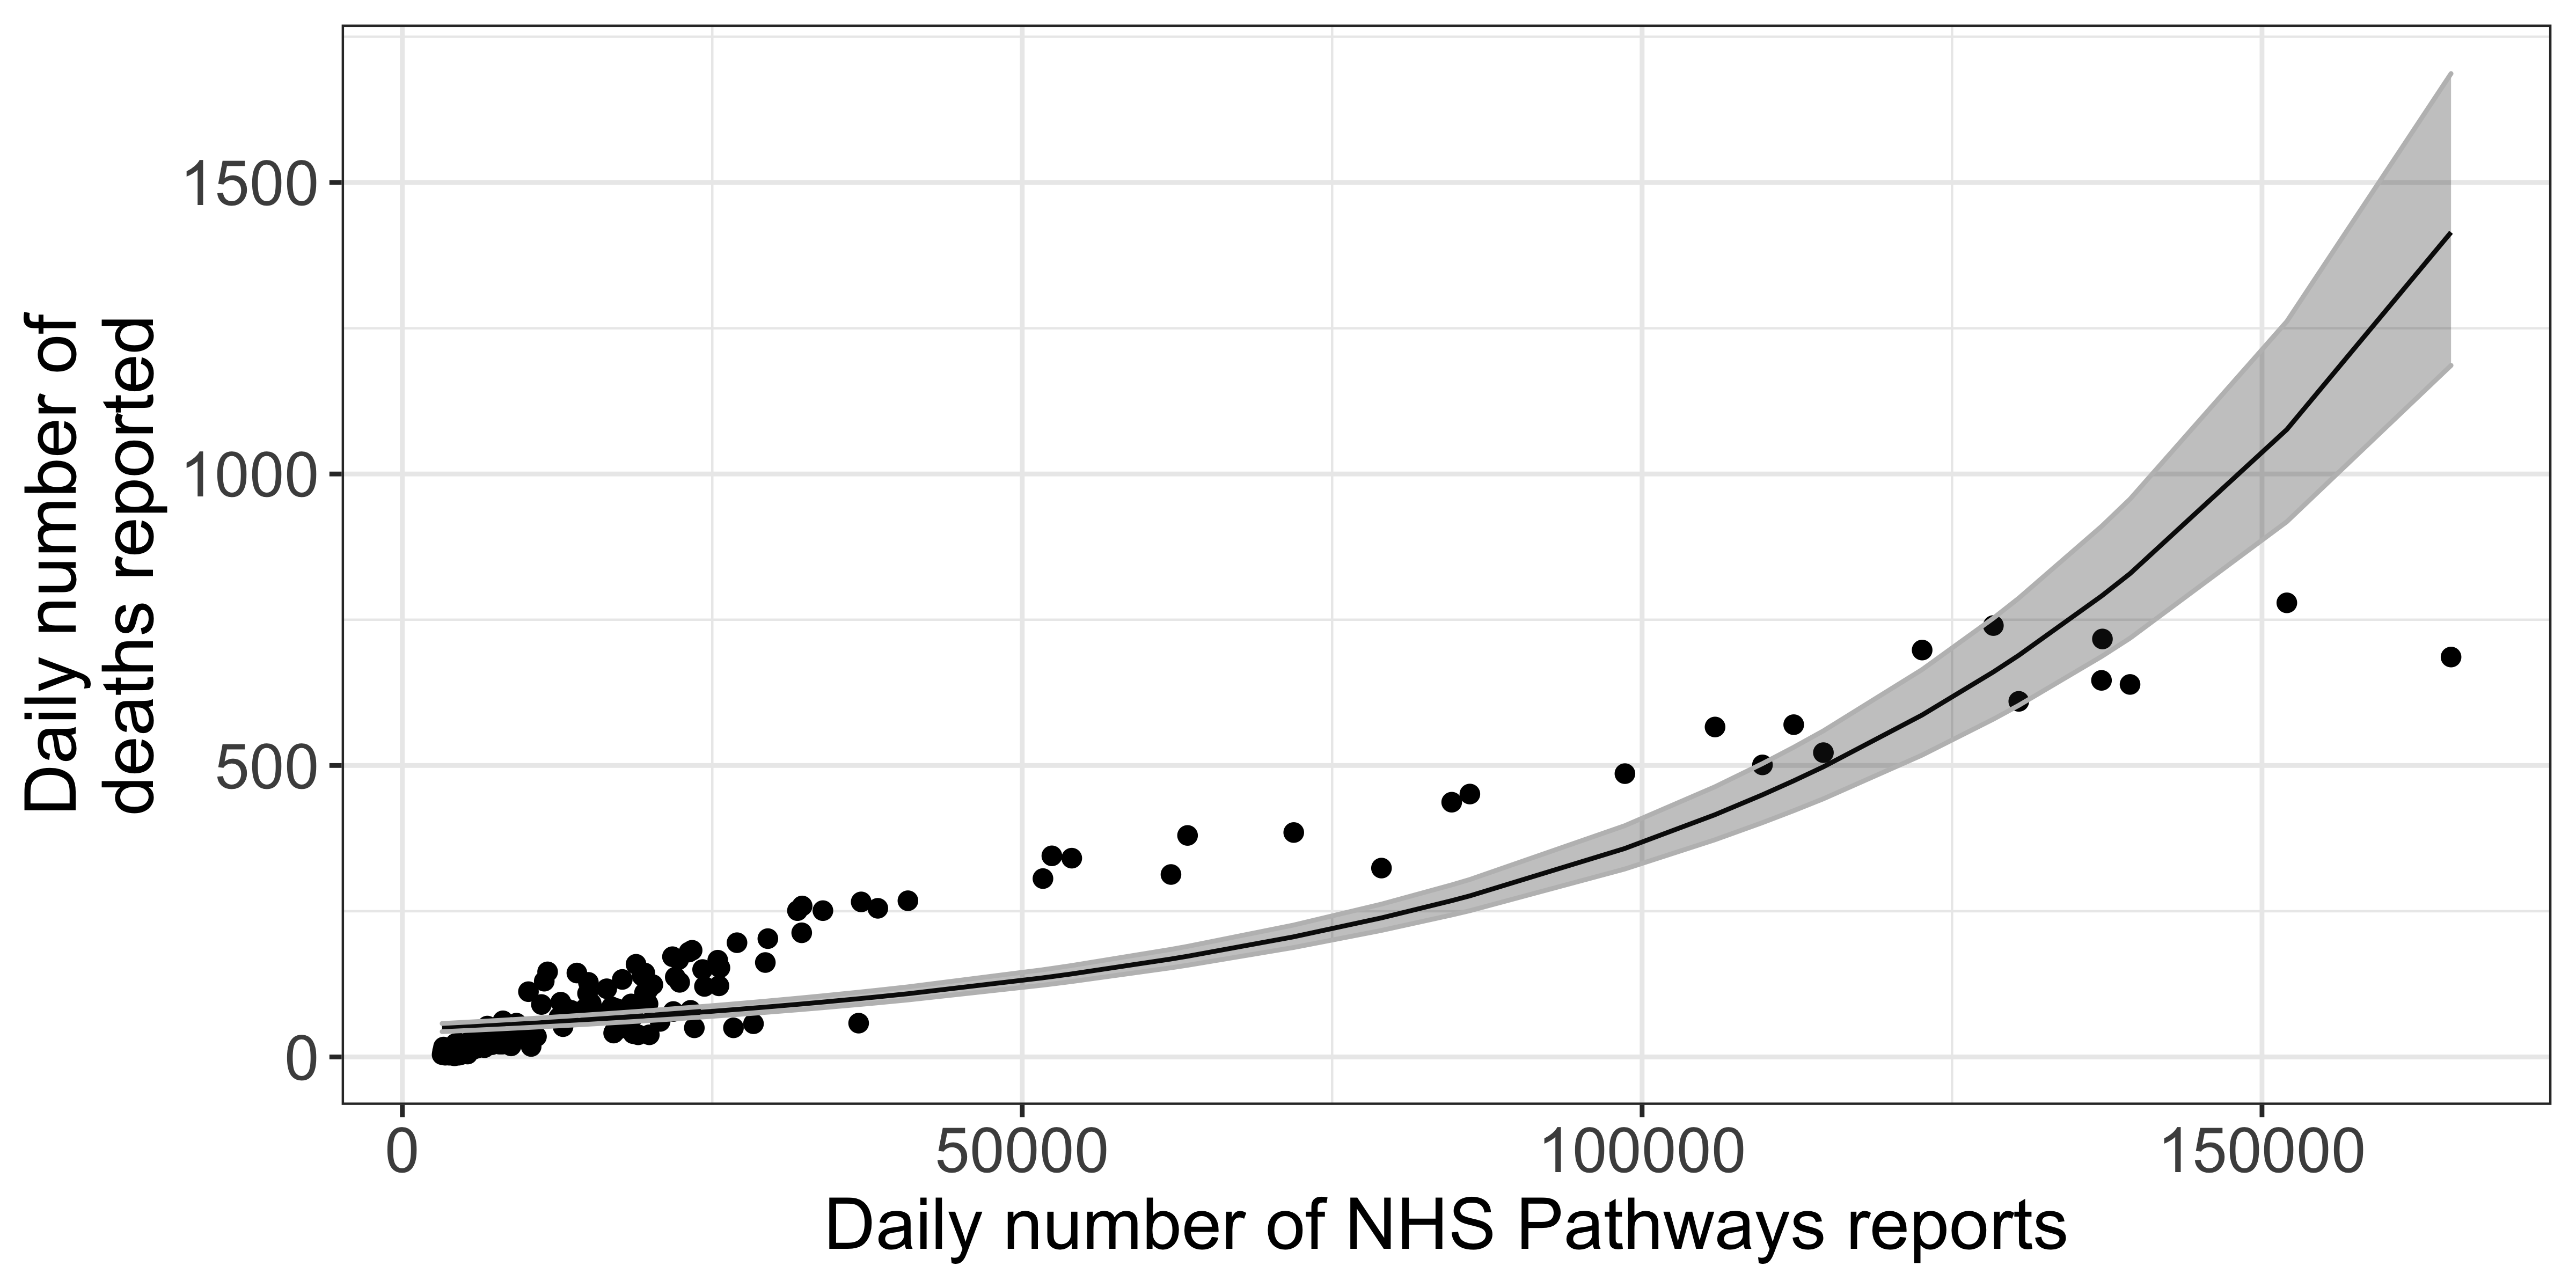 Daily number of
deaths reported
1500
1000
500
0
0
50000
100000
150000
Daily number of NHS Pathways reports